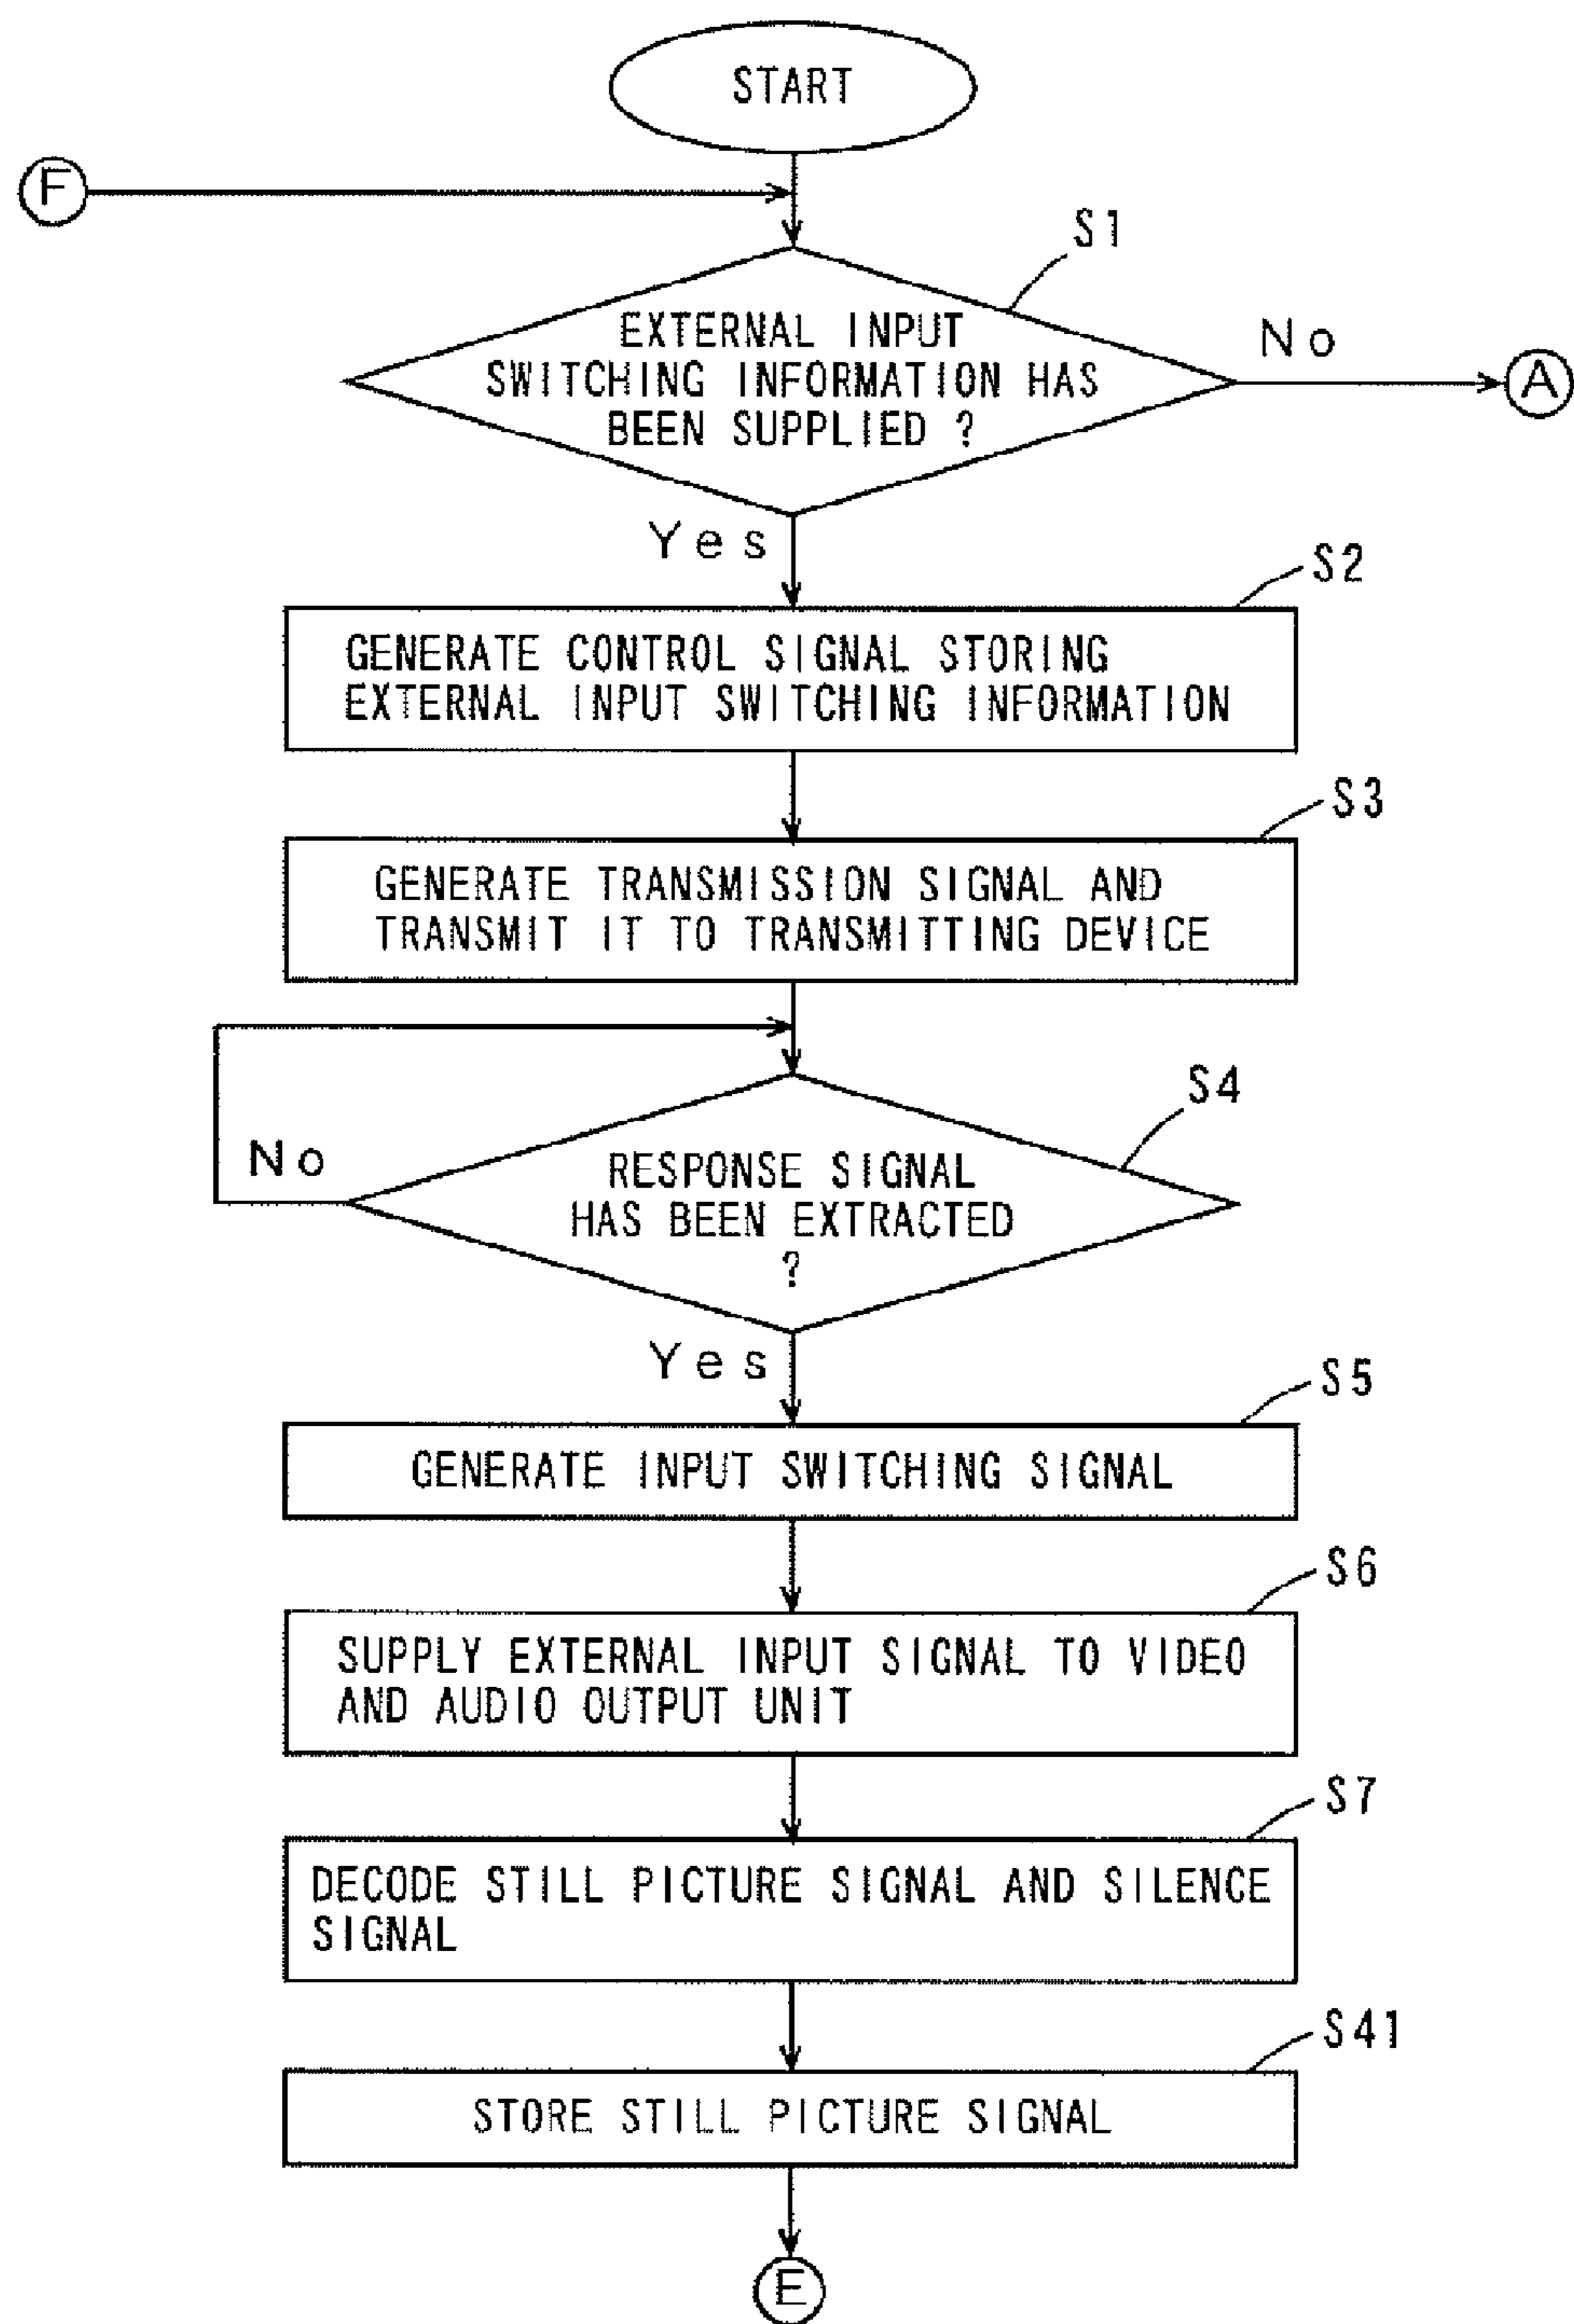 START
F
S1
EXTERNAL INPUT
SWITCHING INFORMATION HAS
BEEN SUPPLIED ?
No
A
Yes
S2
GENERATE CONTROL SIGNAL STORING
EXTERNAL INPUT SWITCHING INFORMATION
S3
GENERATE TRANSMISSION SIGNAL AND
TRANSMIT IT TO TRANSMITTING DEVICE
S4
No
RESPONSE SIGNAL
HAS BEEN EXTRACTED
?
Yes
S5
GENERATE INPUT SWITCHING SIGNAL
S6
SUPPLY EXTERNAL INPUT SIGNAL TO VIDEO
AND AUDIO OUTPUT UNIT
S7
DECODE STILL PICTURE SIGNAL AND SILENCE
SIGNAL
S41
STORE STILL PICTURE SIGNAL
E